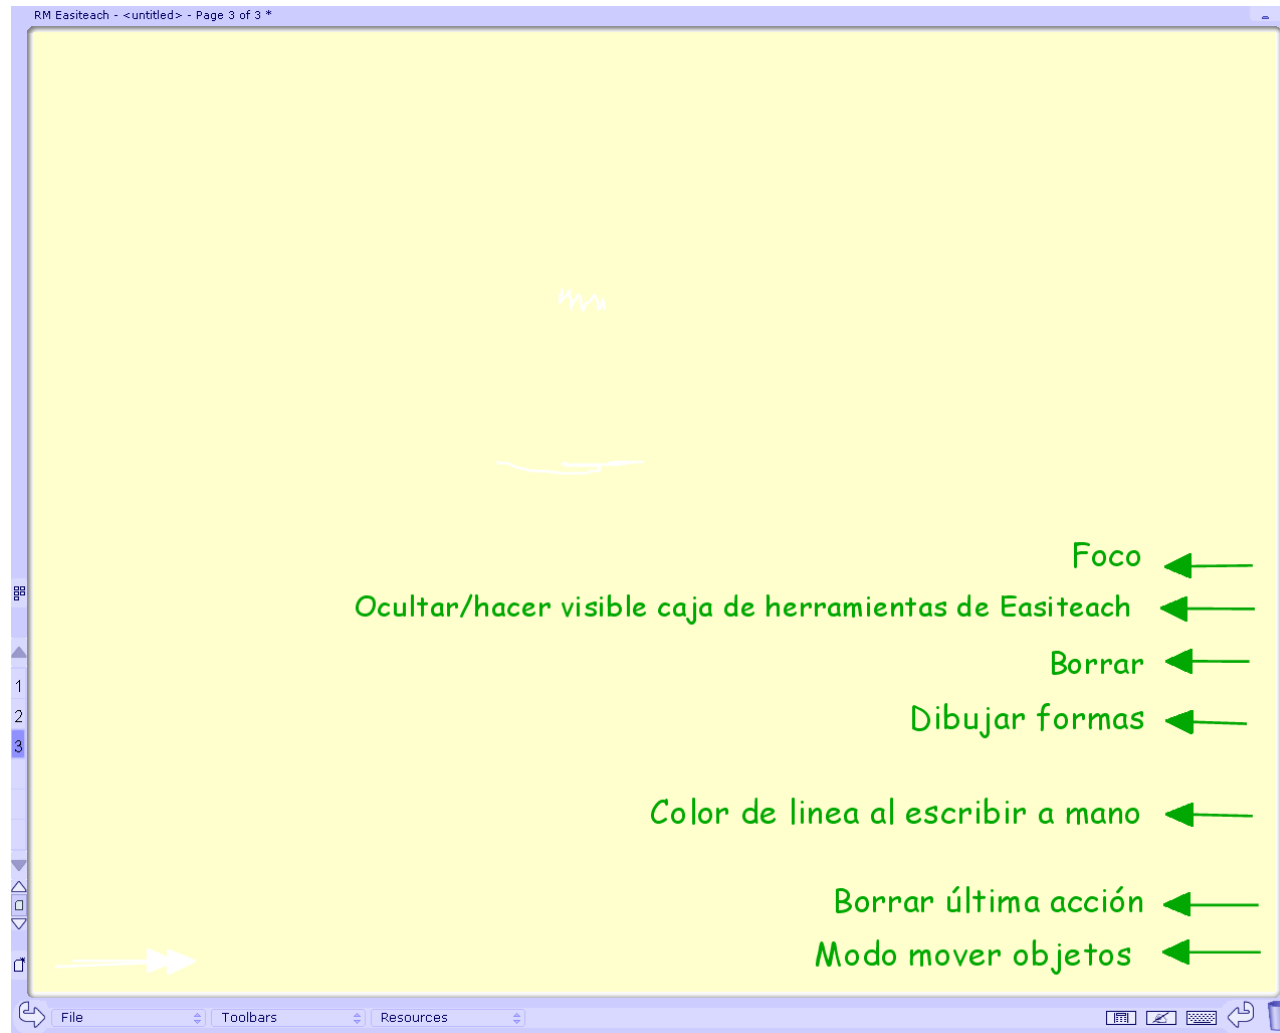 RM Easiteach - <untitled> - Page 3 of 3 *
Foco
Ocultar/hacer visible caja de herramientas de Easiteach
Borrar
1
2
Dibujar formas
3
Color de linea al escribir a mano
Borrar última acción
Modo mover objetos
File
Toolbars
Resources